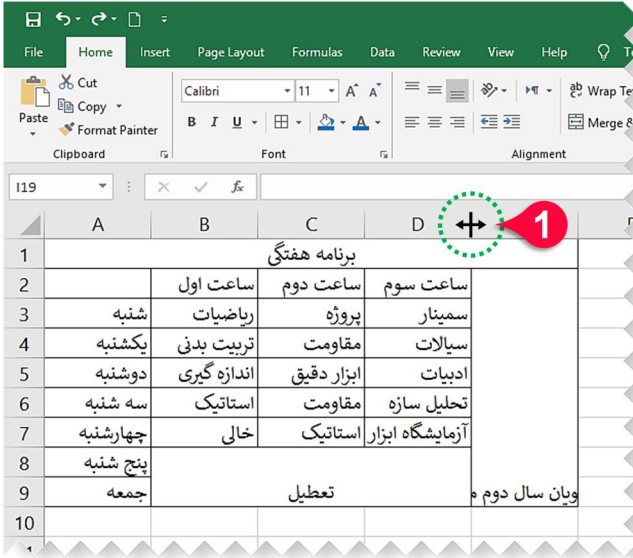 File Home Insert Page Layout Formulas Data Review View Help
Cut
Copy
Format Painter
Paste
Calibri 11 A A Wrap
B I U A Merge &
Clipboard Font Alignment
I19 fx
A B C D 1
1 برنامه هفتگی
2 ساعت اول ساعت دوم ساعت سوم
3 شنبه ریاضیات پروژه سمینار
4 یکشنبه تربیت بدنی مقاومت سیالات
5 دوشنبه اندازه گیری ابزار دقیق ادبیات
6 سه شنبه استاتیک مقاومت تحلیل سازه
7 چهارشنبه خالی استاتیک آزمایشگاه ابزار
8 پنج شنبه
9 جمعه تعطیل ویان سال دوم م
10